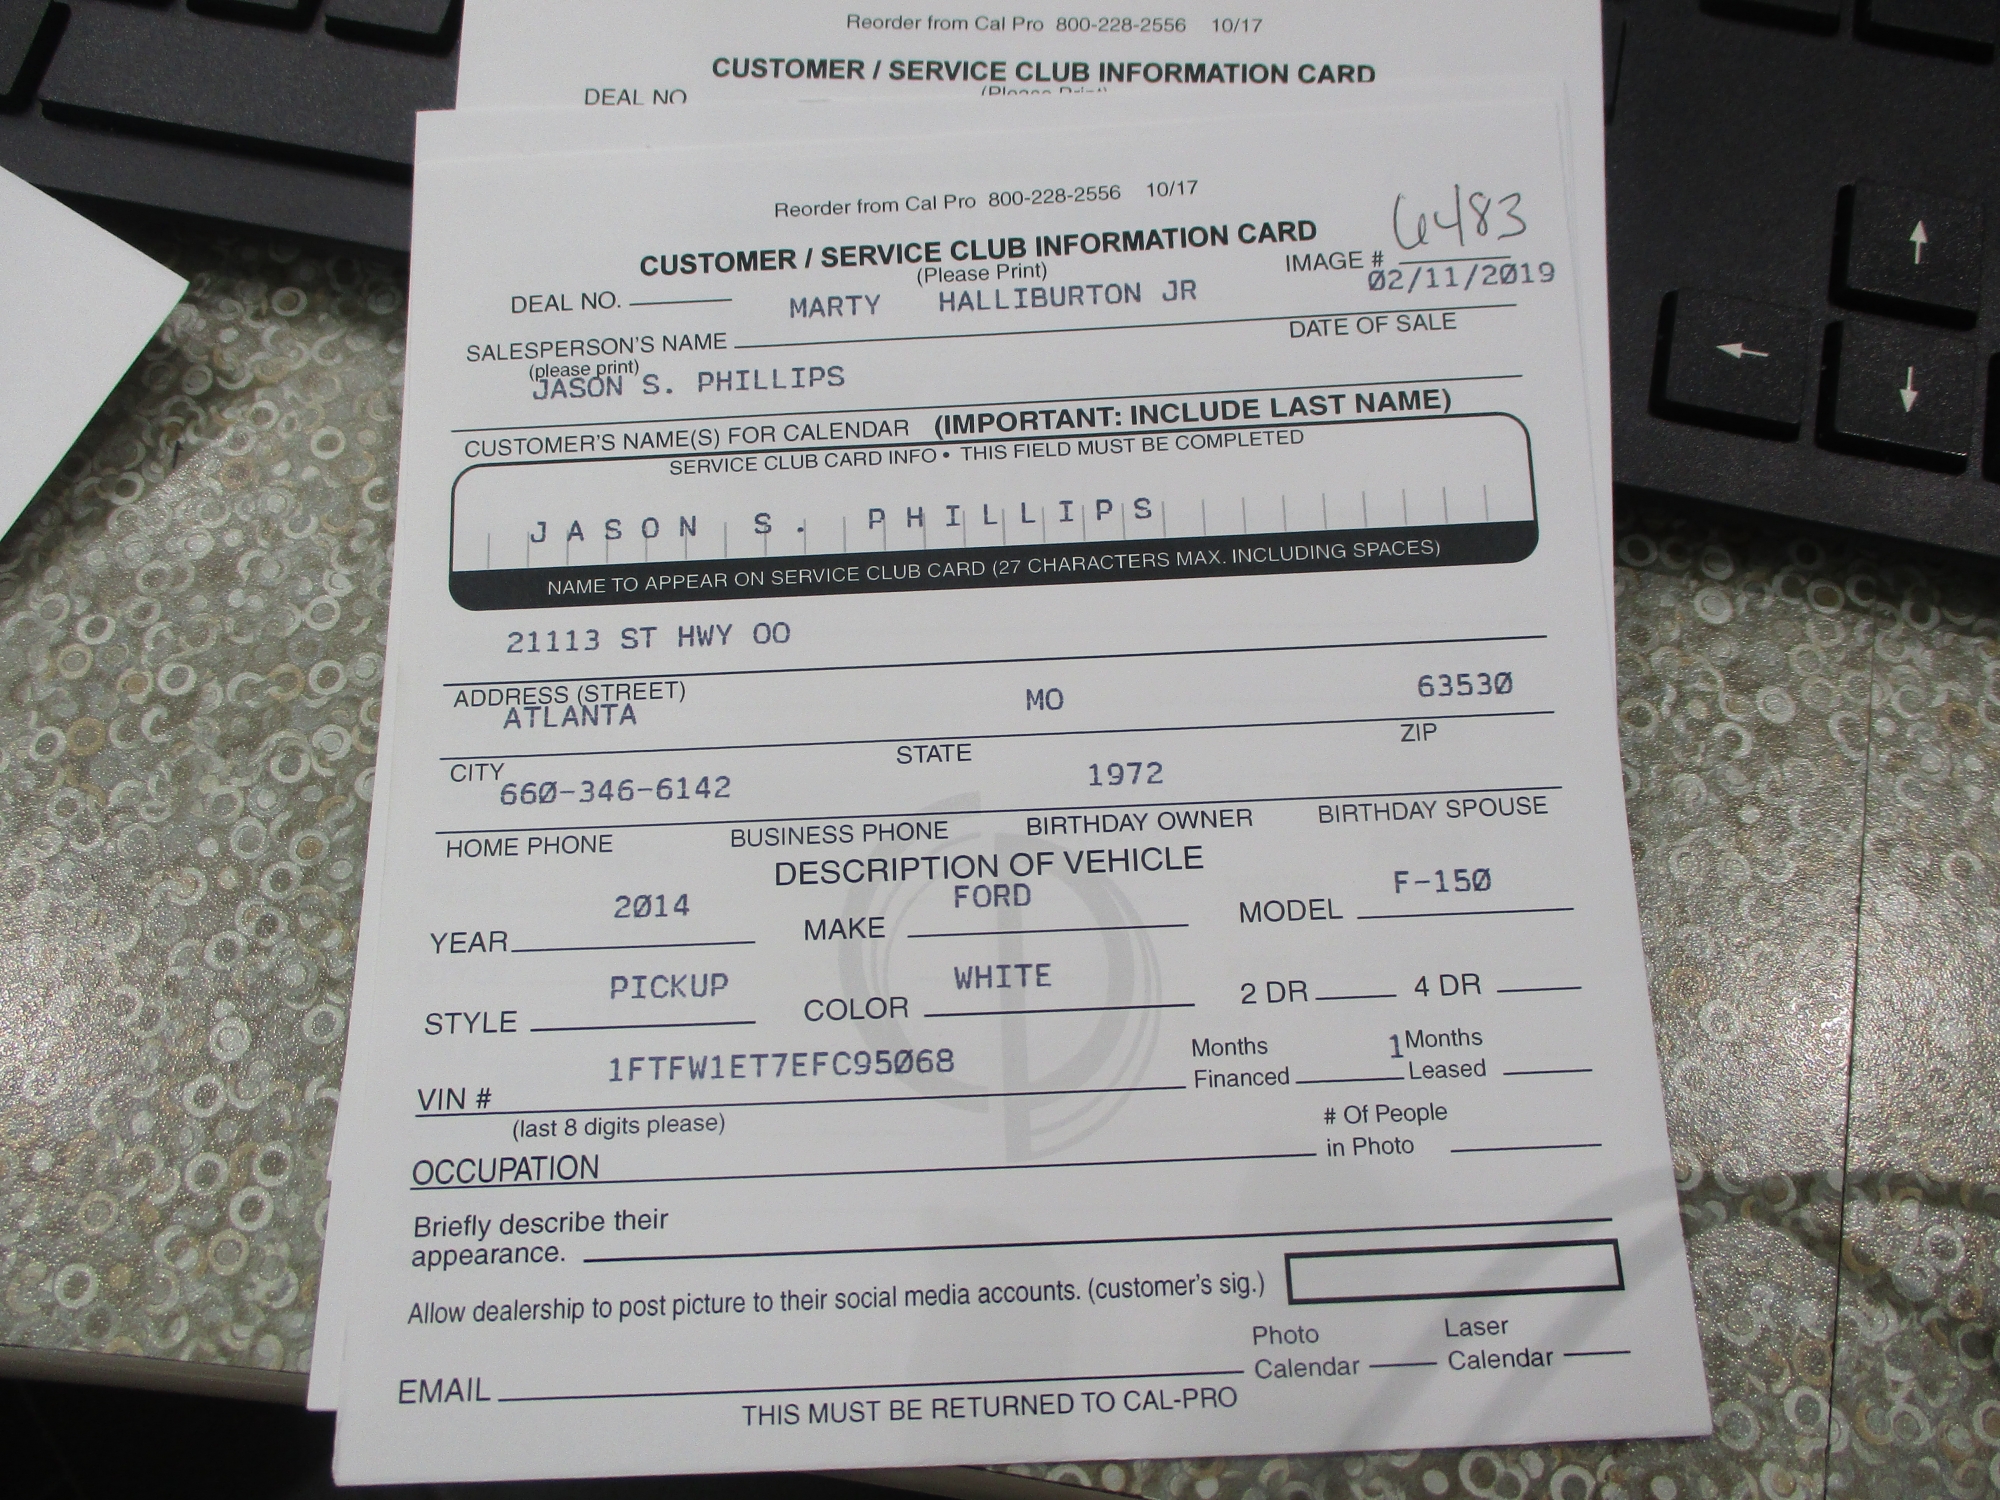 Reorder from Cal Pro 800-228-2556 10/17
CUSTOMER / SERVICE CLUB INFORMATION CARD
(Please Print)
DEAL NO
Reorder from Cal Pro 800-228-2556 10/17
CUSTOMER / SERVICE CLUB INFORMATION CARD
(Please Print)
IMAGE # 6483
02/11/2019
DEAL NO.
MARTY HALLIBURTON JR
SALESPERSON'S NAME DATE OF SALE
(please print)
JASON S. PHILLIPS
CUSTOMER'S NAME(S) FOR CALENDAR (IMPORTANT: INCLUDE LAST NAME)
SERVICE CLUB CARD INFO • THIS FIELD MUST BE COMPLETED
JASON S. PHILLIPS
NAME TO APPEAR ON SERVICE CLUB CARD (27 CHARACTERS MAX. INCLUDING SPACES)
21113 ST HWY OO
ADDRESS (STREET)
ATLANTA MO 63530
CITY STATE ZIP
660-346-6142 1972
HOME PHONE BUSINESS PHONE BIRTHDAY OWNER BIRTHDAY SPOUSE
DESCRIPTION OF VEHICLE
YEAR 2014 MAKE FORD MODEL F-150
STYLE PICKUP COLOR WHITE 2 DR 4 DR
VIN # 1FTFW1ET7EFC95068 Months Financed 1 Months Leased
(last 8 digits please)
# Of People
in Photo
OCCUPATION
Briefly describe their
appearance.
Allow dealership to post picture to their social media accounts. (customer's sig.)
Photo Calendar Laser Calendar
EMAIL
THIS MUST BE RETURNED TO CAL-PRO